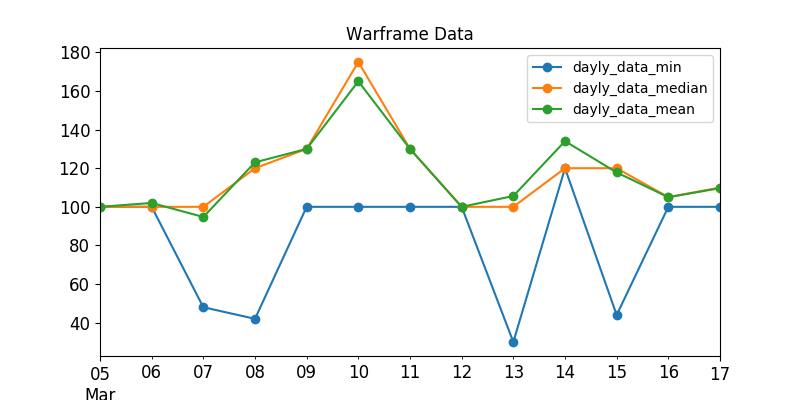 Warframe Data
dayly_data_min
dayly_data_median
dayly_data_mean
180
160
140
120
100
80
60
40
05 06 07 08 09 10 11 12 13 14 15 16 17
Mar